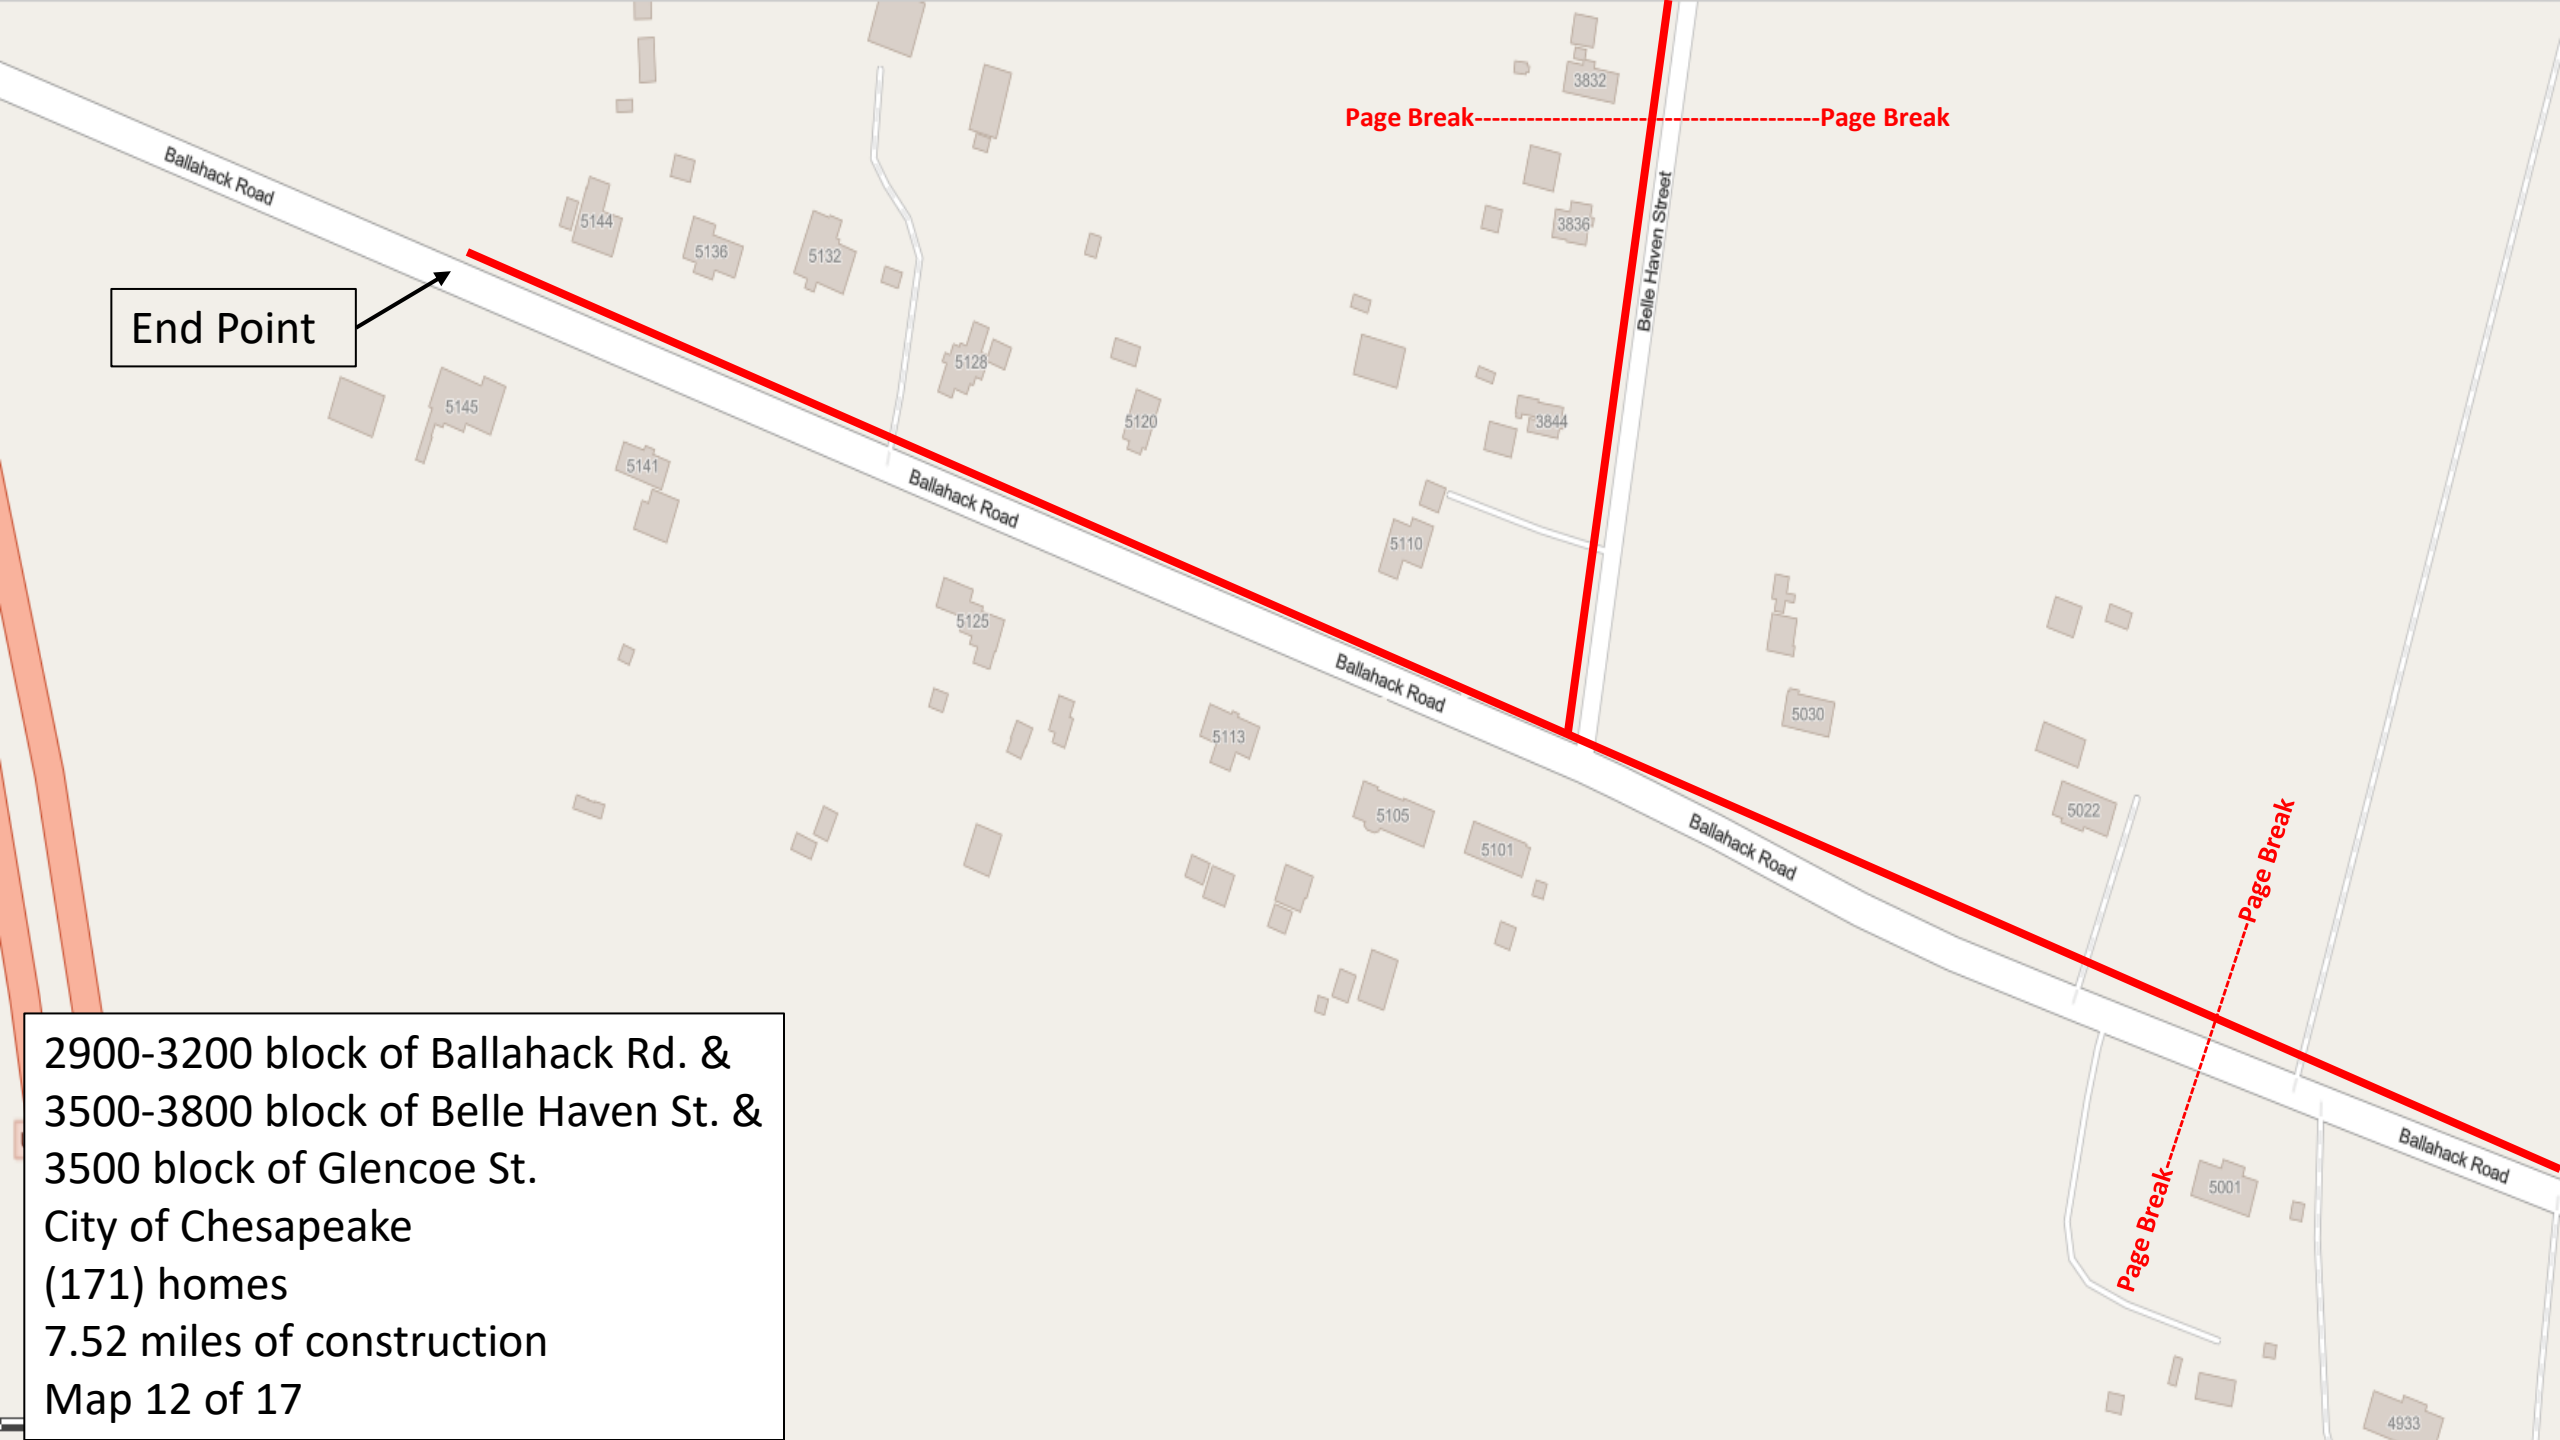 3832
Page Break----------------------------------------Page Break
Ballahack Road
Belle Haven Street
5144
5136
5132
3836
End Point
5128
5145
5120
3844
5141
Ballahack Road
5110
5125
Ballahack Road
5113
5030
5105
5101
Ballahack Road
5022
Page Break----------------------------Page Break
Ballahack Road
5001
4933
2900-3200 block of Ballahack Rd. &
3500-3800 block of Belle Haven St. &
3500 block of Glencoe St.
City of Chesapeake
(171) homes
7.52 miles of construction
Map 12 of 17